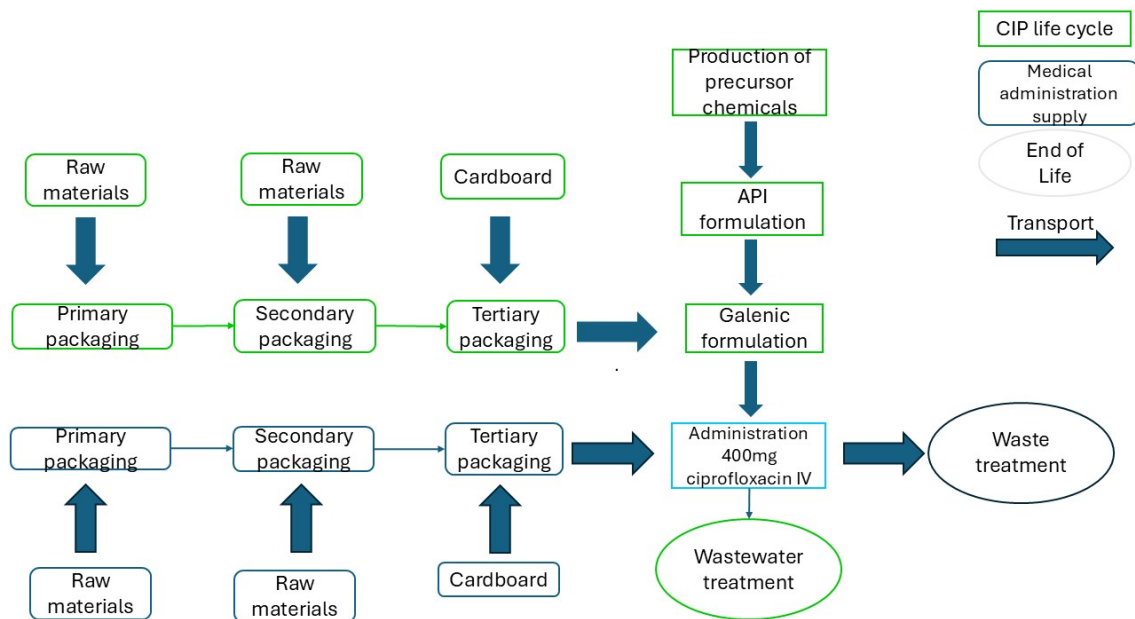 CIP life cycle
Production of
precursor
chemicals
Medical
administration
supply
End of
Life
Raw
materials
Raw
materials
Cardboard
API
formulation
Transport
Primary
packaging
Secondary
packaging
Tertiary
packaging
Galenic
formulation
Primary
packaging
Secondary
packaging
Tertiary
packaging
Administration
400mg
ciprofloxacin IV
Waste
treatment
Raw
materials
Raw
materials
Cardboard
Wastewater
treatment